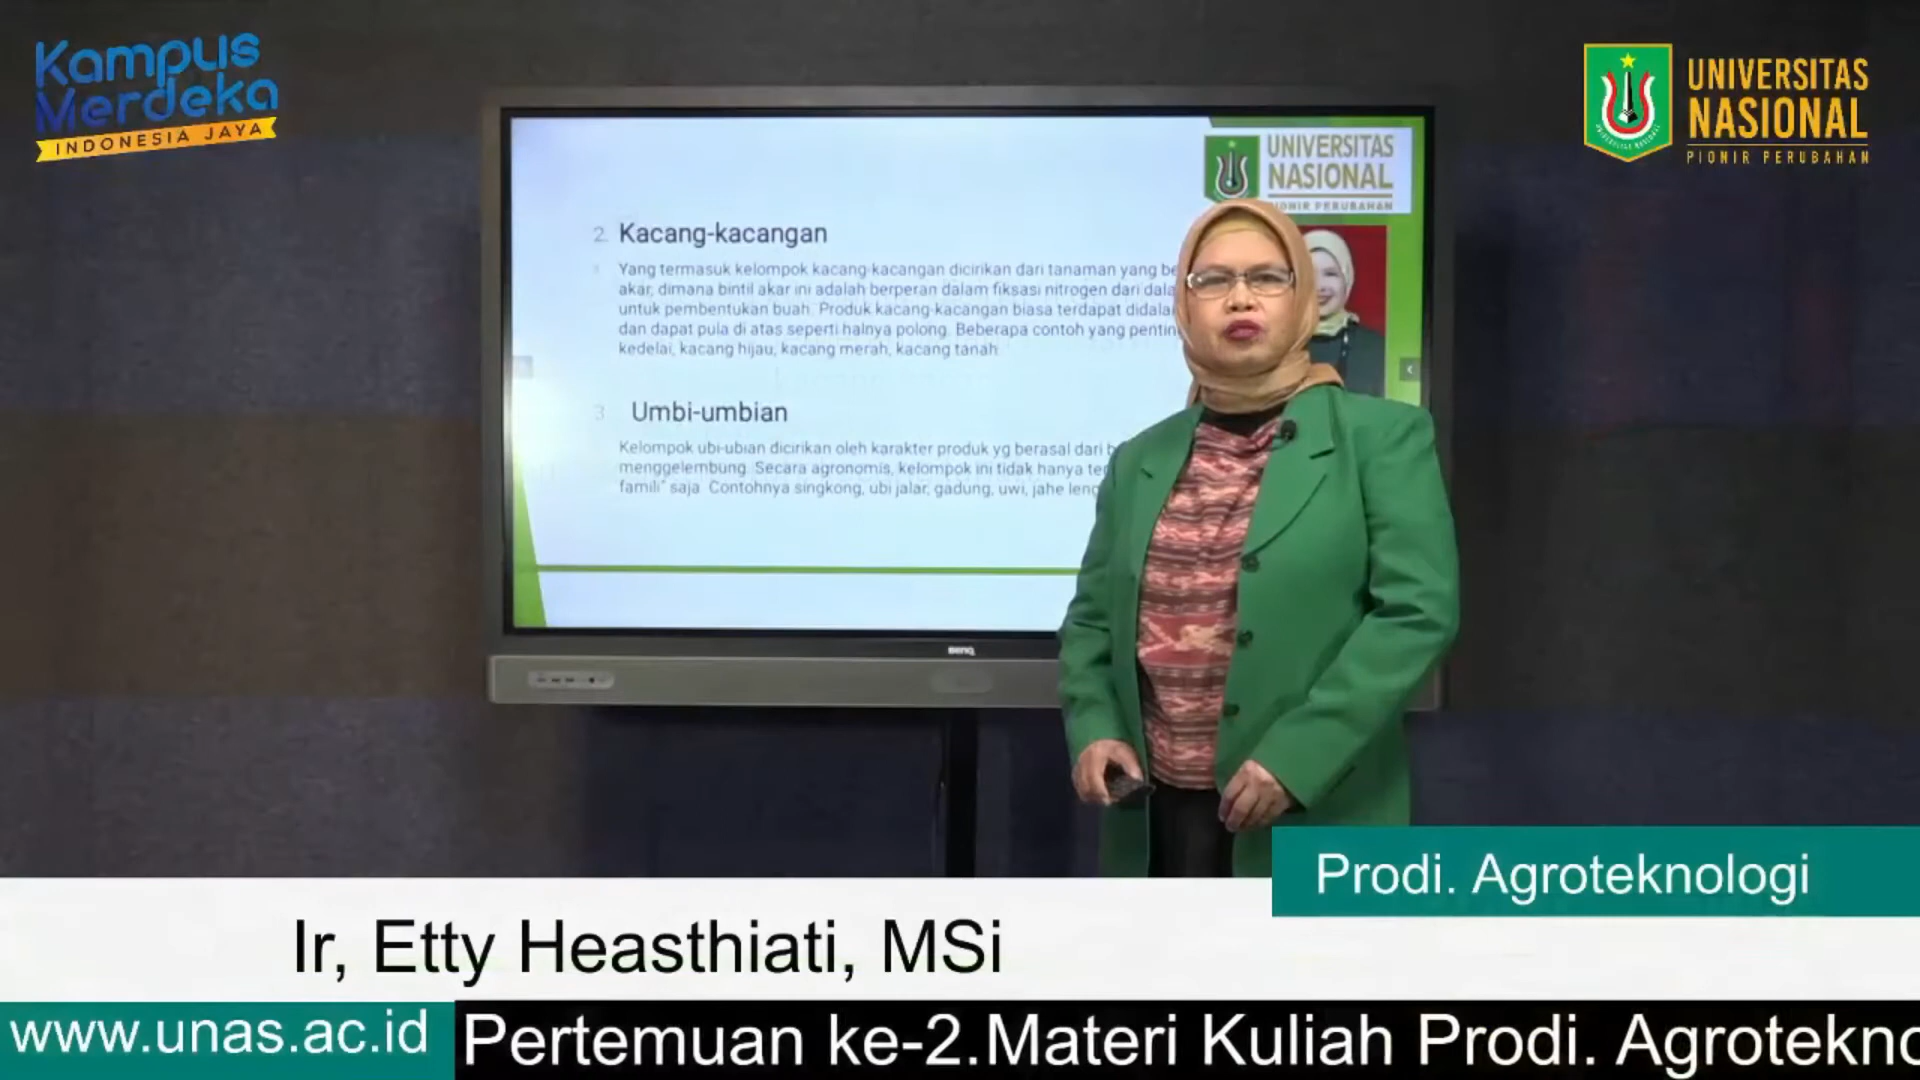 Kampus
Merdeka
INDONESIA JAYA
UNIVERSITAS
NASIONAL
PIONIR PERUBAHAN
UNIVERSITAS
NASIONAL
PIONIR PERUBAHAN
2. Kacang-kacangan
Yang termasuk kelompok kacang-kacangan dicirikan dari tanaman yang
akar, dimana bintil akar ini adalah berperan dalam fiksasi nitrogen dari
untuk pembentukan buah. Produk kacang-kacangan biasa terdapat
dan dapat pula di atas seperti halnya polong. Beberapa contoh yang
kedelai, kacang hijau, kacang merah, kacang tanah.
3. Umbi-umbian
Kelompok ubi-ubian dicirikan oleh karakter produk yg berasal dari
menggelembung. Secara agronomis, kelompok ini tidak hanya
famili" saja. Contohnya singkong, ubi jalar, gadung, uwi, jahe
BenQ
Prodi. Agroteknologi
Ir, Etty Heasthiati, MSi
www.unas.ac.id
Pertemuan ke-2.Materi Kuliah Prodi. Agrotekno